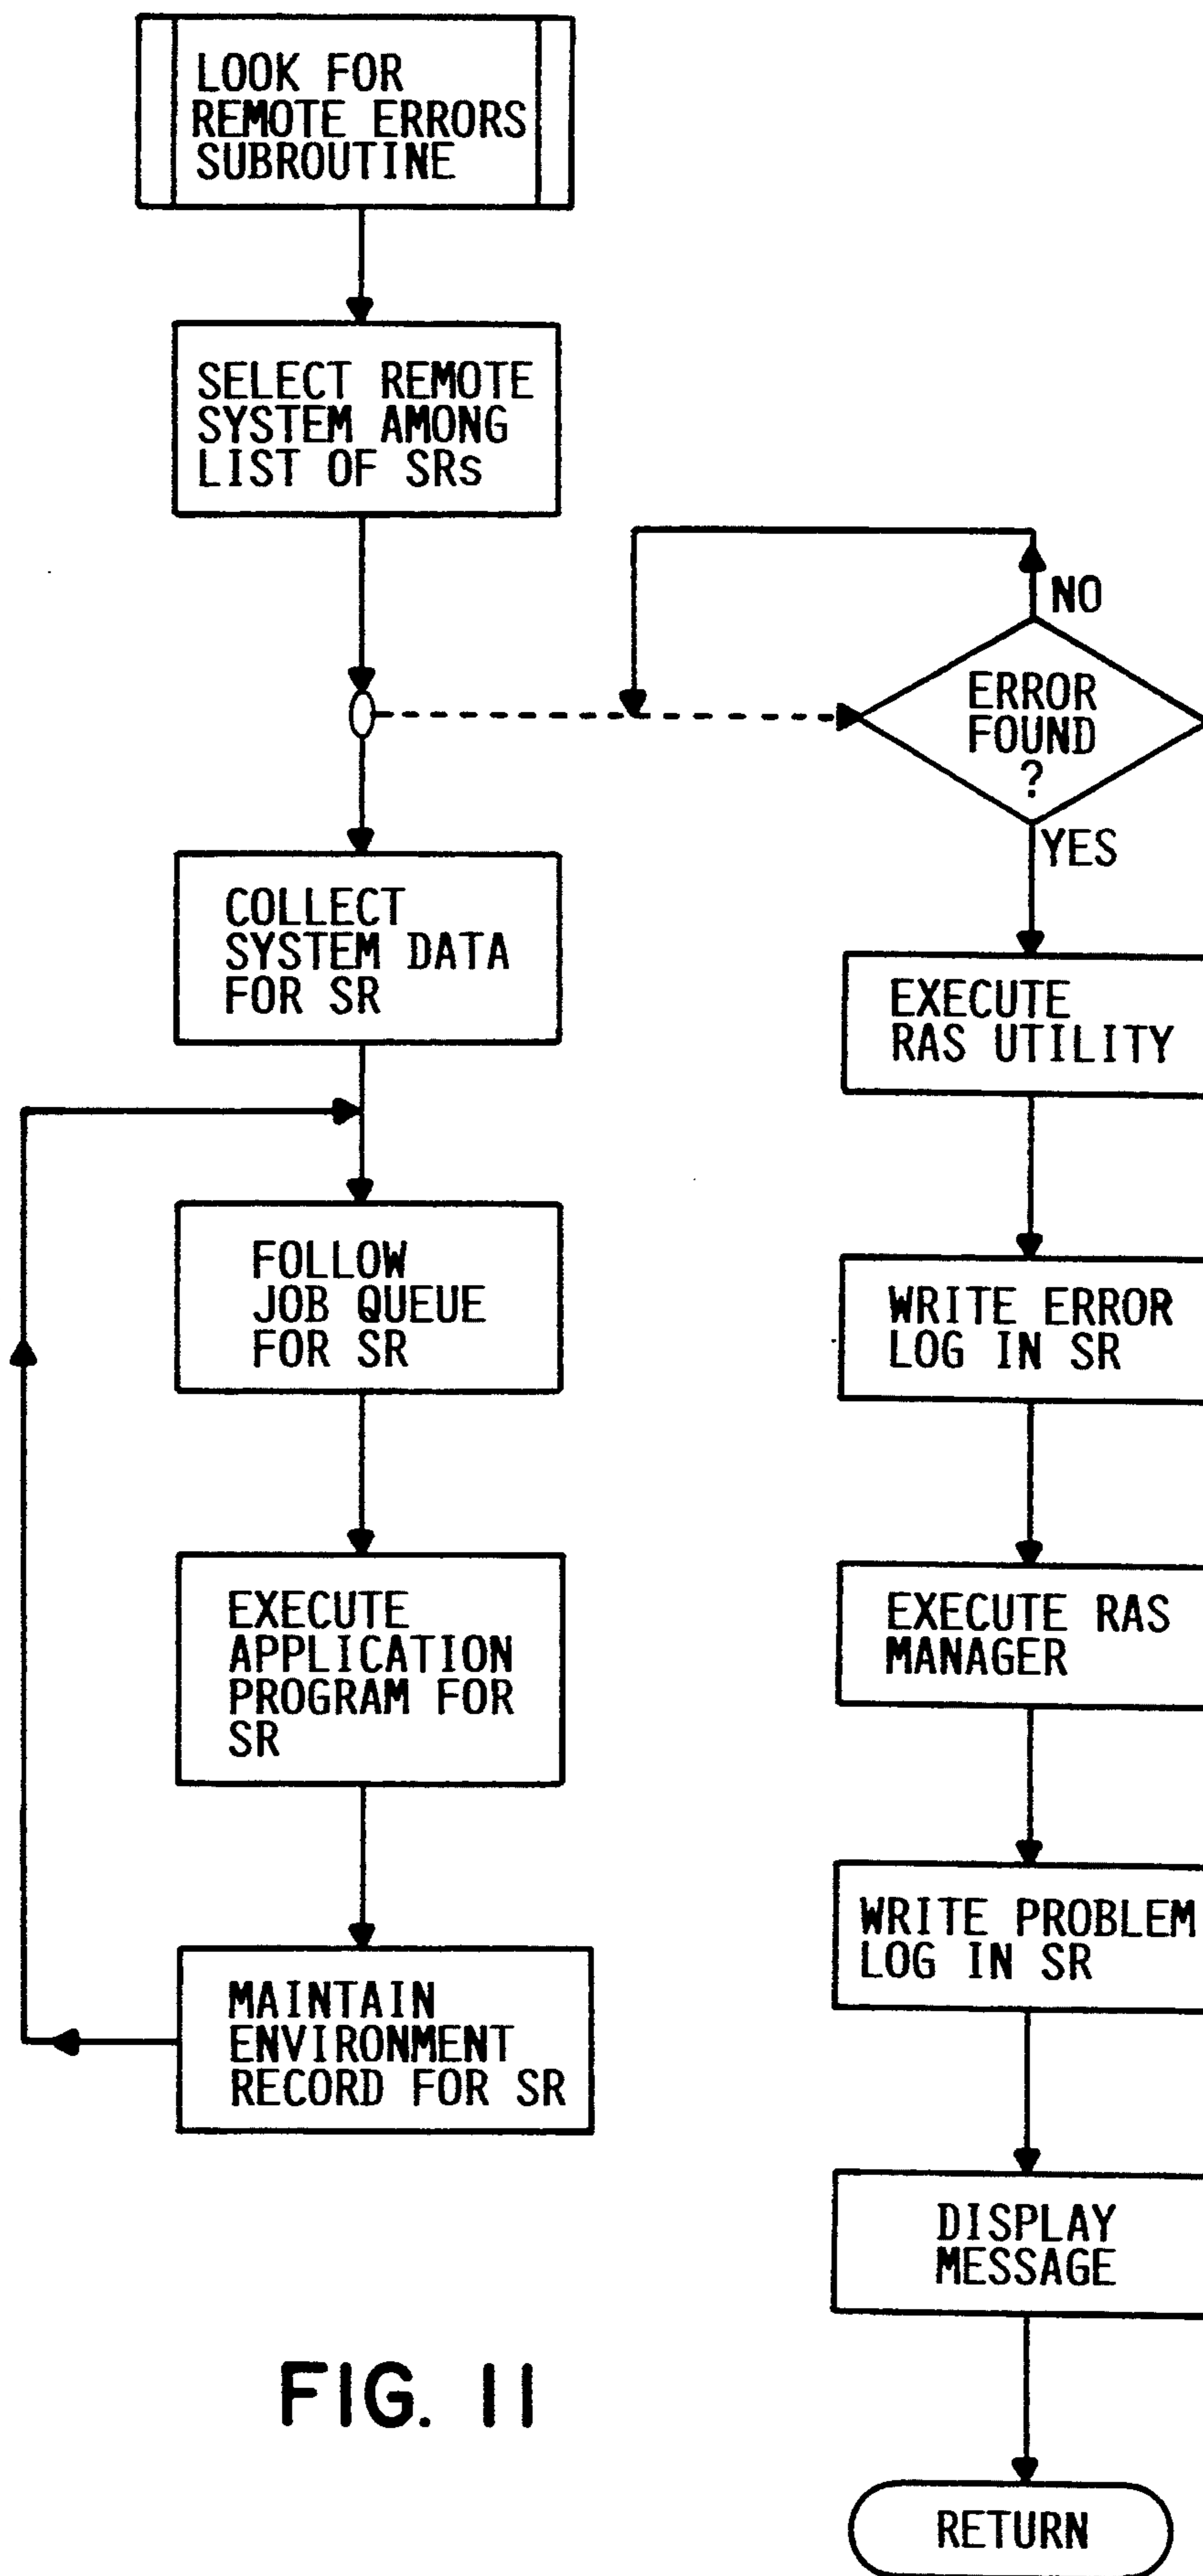 LOOK FOR
REMOTE ERRORS
SUBROUTINE
SELECT REMOTE
SYSTEM AMONG
LIST OF SRs
COLLECT
SYSTEM DATA
FOR SR
FOLLOW
JOB QUEUE
FOR SR
EXECUTE
APPLICATION
PROGRAM FOR
SR
MAINTAIN
ENVIRONMENT
RECORD FOR SR
NO
ERROR
FOUND
?
YES
EXECUTE
RAS UTILITY
WRITE ERROR
LOG IN SR
EXECUTE RAS
MANAGER
WRITE PROBLEM
LOG IN SR
DISPLAY
MESSAGE
RETURN
FIG. 11